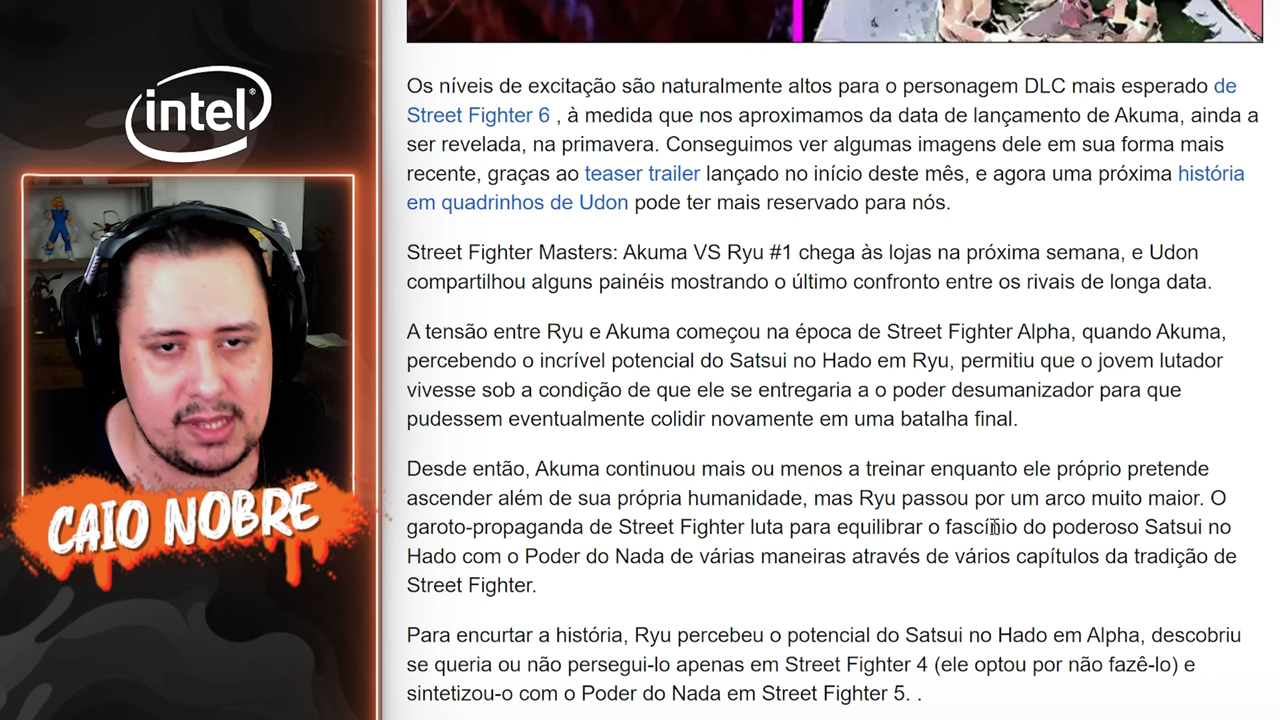 intel
CAIO NOBRE
Os níveis de excitação são naturalmente altos para o personagem DLC mais esperado de
Street Fighter 6 , à medida que nos aproximamos da data de lançamento de Akuma, ainda a
ser revelada, na primavera. Conseguimos ver algumas imagens dele em sua forma mais
recente, graças ao teaser trailer lançado no início deste mês, e agora uma próxima história
em quadrinhos de Udon pode ter mais reservado para nós.
Street Fighter Masters: Akuma VS Ryu #1 chega às lojas na próxima semana, e Udon
compartilhou alguns painéis mostrando o último confronto entre os rivais de longa data.
A tensão entre Ryu e Akuma começou na época de Street Fighter Alpha, quando Akuma,
percebendo o incrível potencial do Satsui no Hado em Ryu, permitiu que o jovem lutador
vivesse sob a condição de que ele se entregaria a o poder desumanizador para que
pudessem eventualmente colidir novamente em uma batalha final.
Desde então, Akuma continuou mais ou menos a treinar enquanto ele próprio pretende
ascender além de sua própria humanidade, mas Ryu passou por um arco muito maior. O
garoto-propaganda de Street Fighter luta para equilibrar o fascínio do poderoso Satsui no
Hado com o Poder do Nada de várias maneiras através de vários capítulos da tradição de
Street Fighter.
Para encurtar a história, Ryu percebeu o potencial do Satsui no Hado em Alpha, descobriu
se queria ou não persegui-lo apenas em Street Fighter 4 (ele optou por não fazê-lo) e
sintetizou-o com o Poder do Nada em Street Fighter 5. .